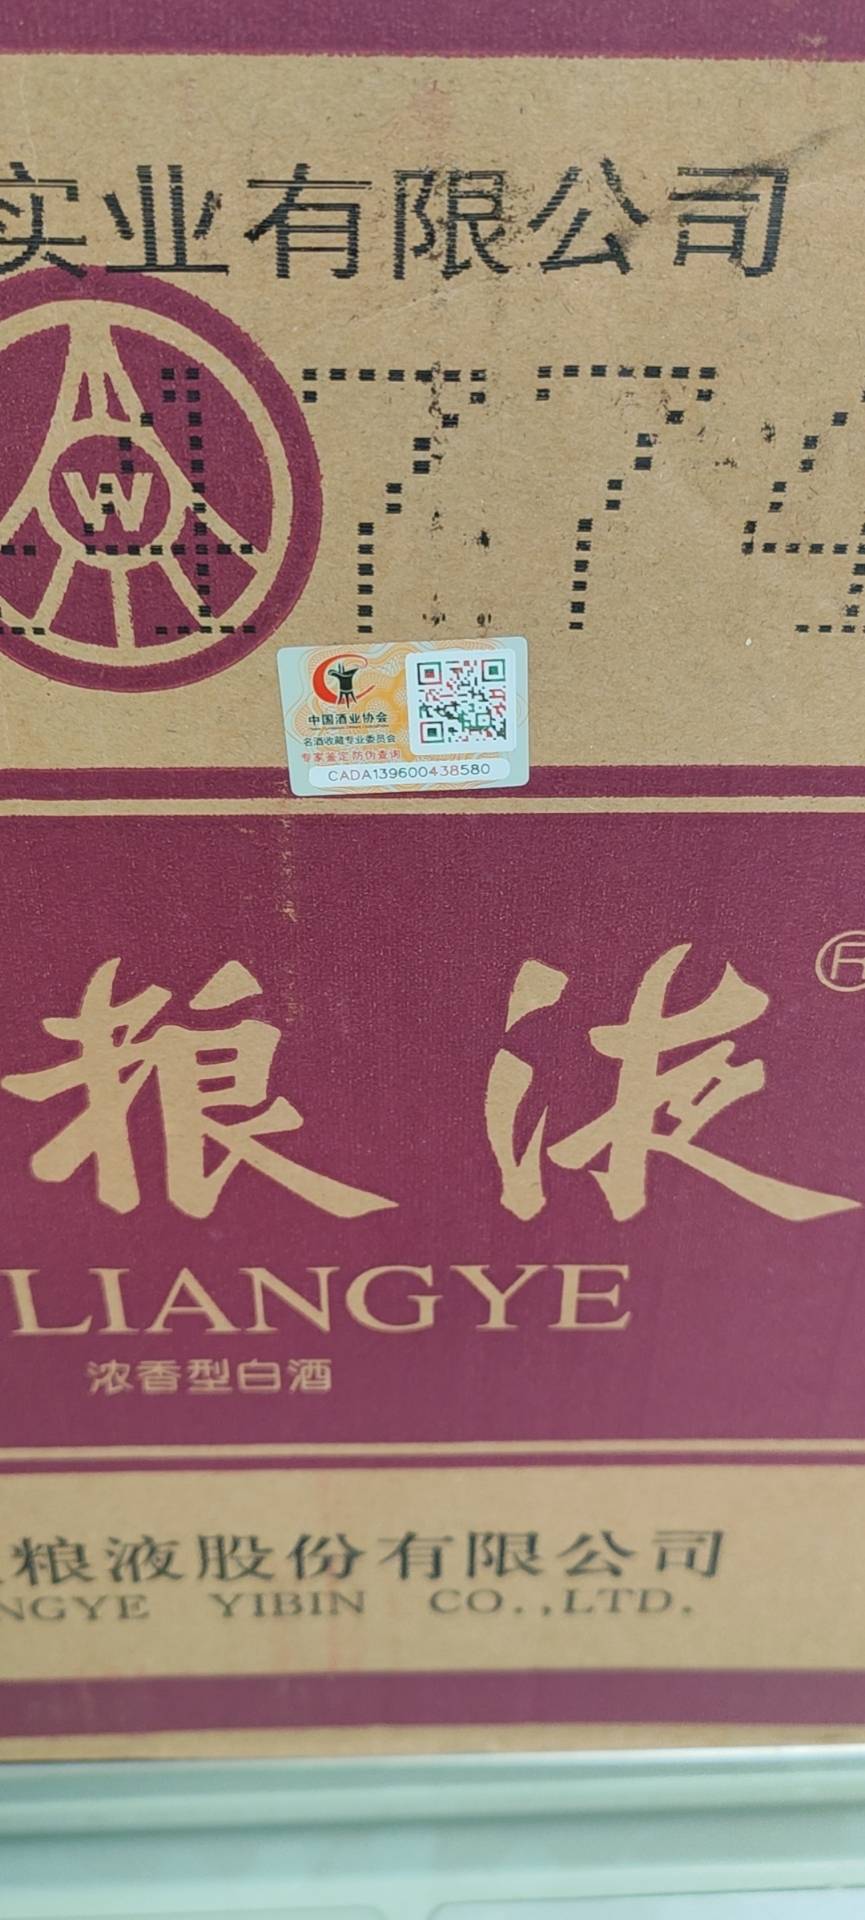 实业有限公司
W
1774
中国酒业协会
名酒收藏专业委员会
专家鉴定 防伪查询
CADA139600438580
粮液®
LIANGYE
浓香型白酒
粮液股份有限公司
NGYE YIBIN CO.,LTD.